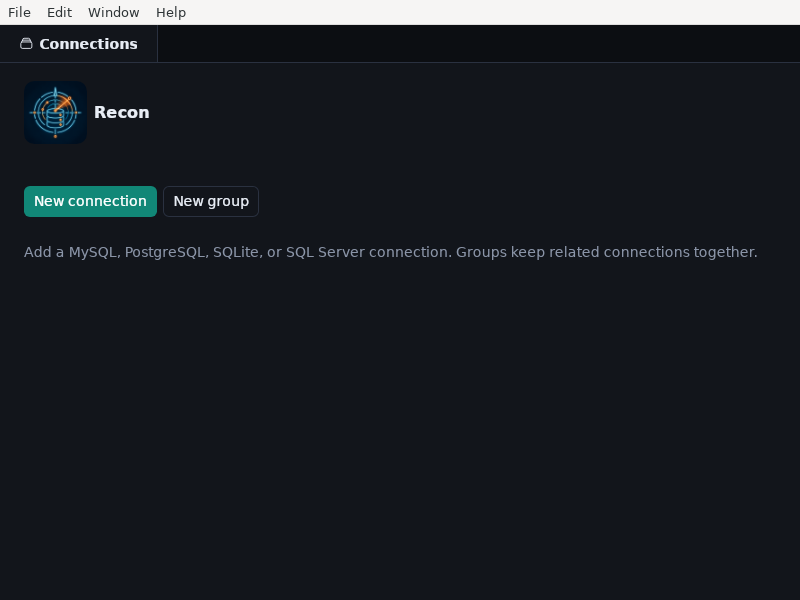 File Edit Window Help
Connections
Recon
New connection New group
Add a MySQL, PostgreSQL, SQLite, or SQL Server connection. Groups keep related connections together.